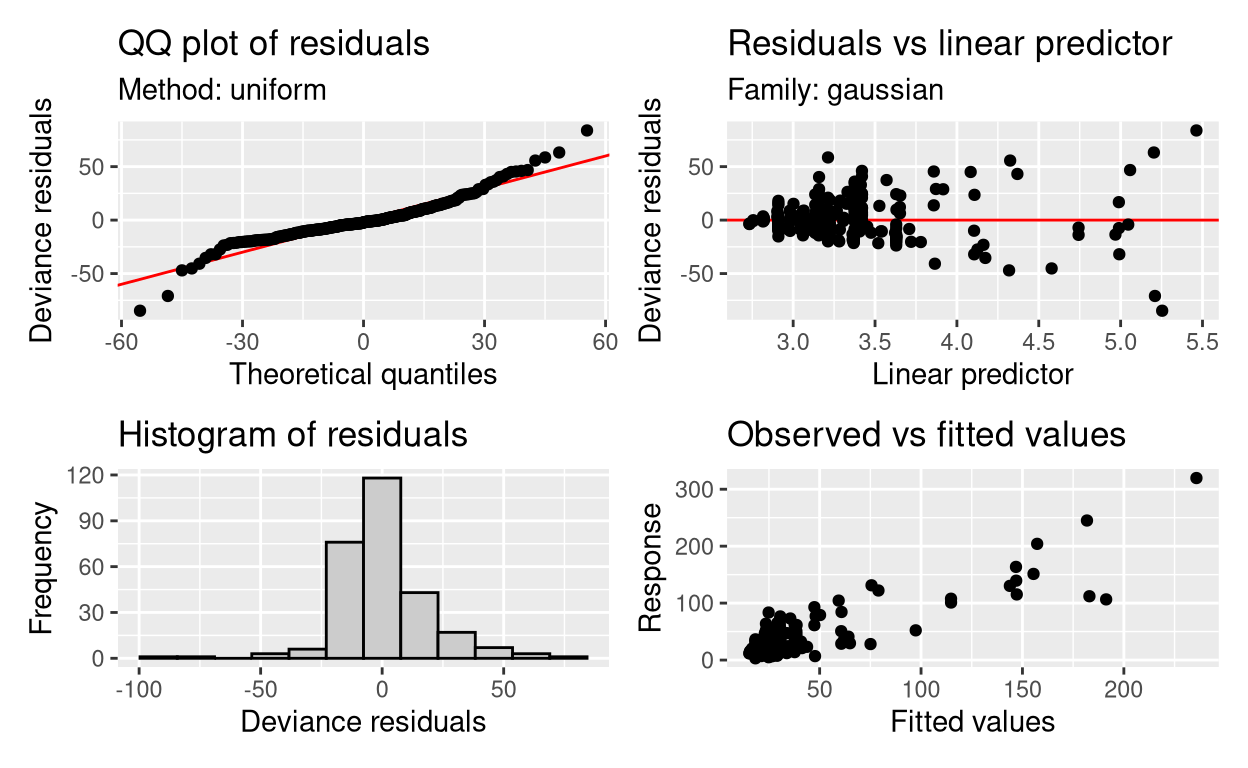 QQ plot of residuals
Method: uniform
Deviance residuals
50
0
-50
-60
-30
0
30
60
Theoretical quantiles
Residuals vs linear predictor
Family: gaussian
Deviance residuals
50
0
-50
3.0
3.5
4.0
4.5
5.0
5.5
Linear predictor
Histogram of residuals
Frequency
120
90
60
30
0
-100
-50
0
50
Deviance residuals
Observed vs fitted values
Response
300
200
100
0
50
100
150
200
Fitted values